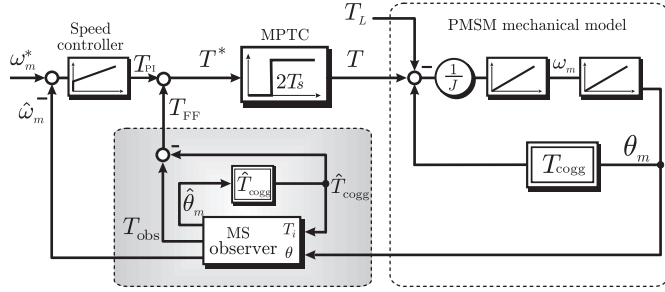 Speed
controller
MPTC
T_L
PMSM mechanical model
ω*_m
T_PI
T*
2Ts
T
1/J
ω_m
ω̂_m
T_FF
θ_m
T_cogg
T̂_cogg
T̂_cogg
θ̂_m
T_obs
MS
observer
T_i
θ